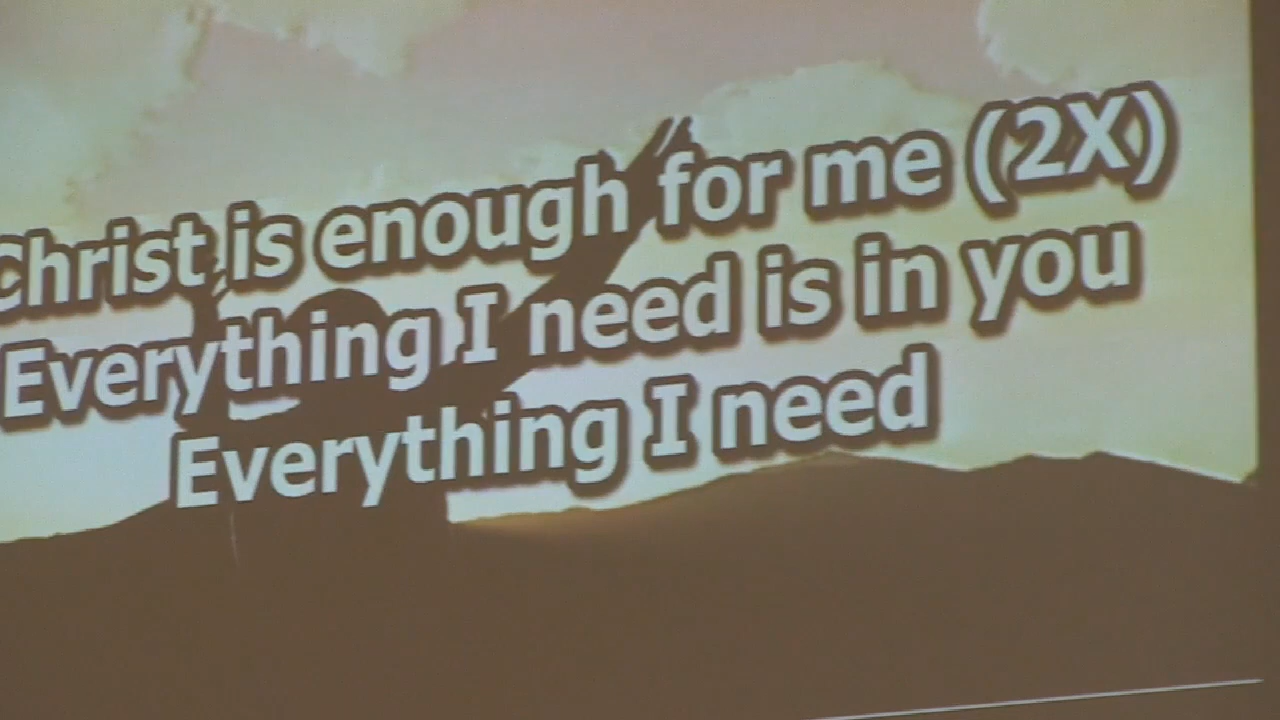 Christ is enough for me (2X)
Everything I need is in you
Everything I need